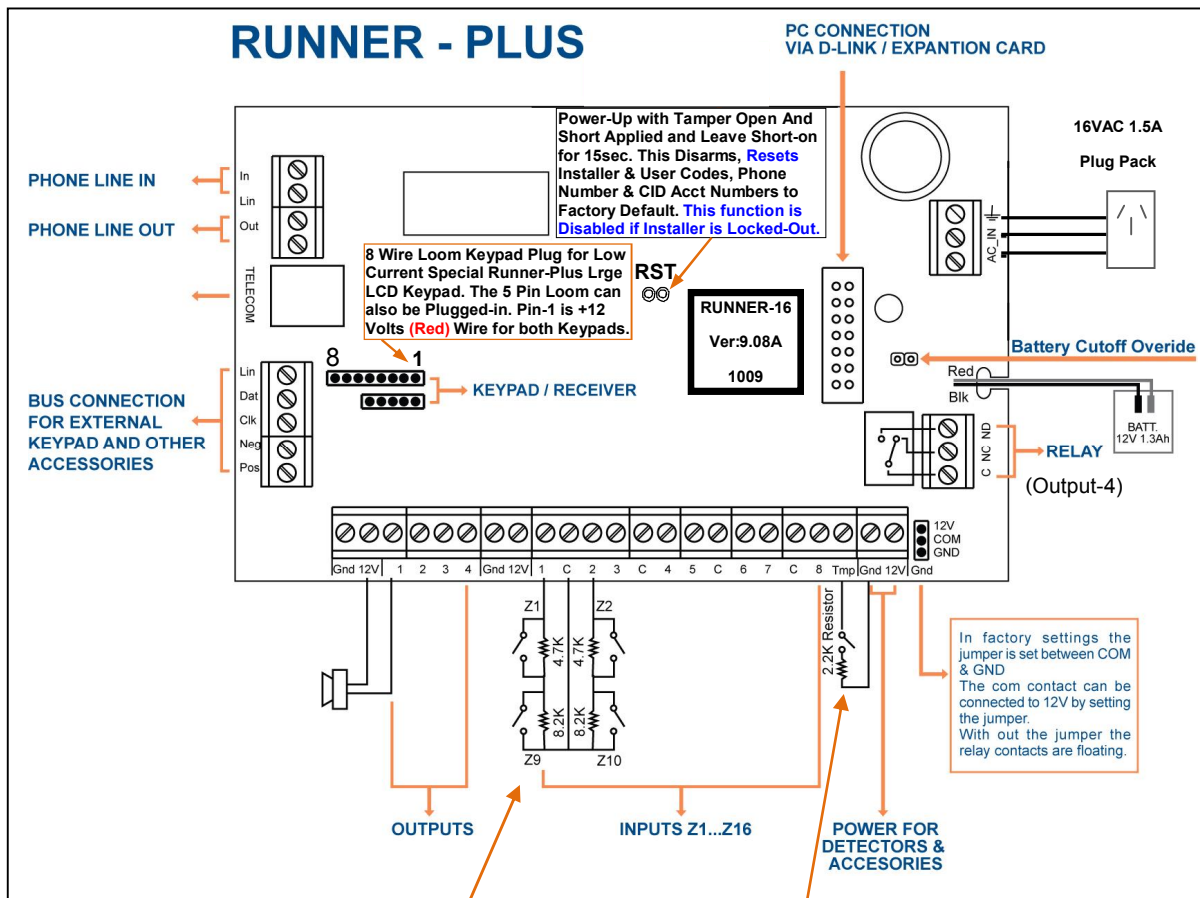 RUNNER - PLUS
PC CONNECTION
VIA D-LINK / EXPANTION CARD
Power-Up with Tamper Open And
Short Applied and Leave Short-on
for 15sec. This Disarms, Resets
Installer & User Codes, Phone
Number & CID Acct Numbers to
Factory Default. This function is
Disabled if Installer is Locked-Out.
16VAC 1.5A
Plug Pack
PHONE LINE IN
In
Lin
PHONE LINE OUT
Out
TELECOM
AC_IN
8 Wire Loom Keypad Plug for Low
Current Special Runner-Plus Lrge
LCD Keypad. The 5 Pin Loom can
also be Plugged-in. Pin-1 is +12
Volts (Red) Wire for both Keypads.
RST
RUNNER-16
Ver:9.08A
1009
8 1
KEYPAD / RECEIVER
Battery Cutoff Overide
Red
Blk
BATT.
12V 1.3Ah
BUS CONNECTION
FOR EXTERNAL
KEYPAD AND OTHER
ACCESSORIES
Lin
Dat
Clk
Neg
Pos
C NC ND
RELAY
(Output-4)
12V
COM
GND
Gnd 12V 1 2 3 4 Gnd 12V 1 C 2 3 C 4 5 C 6 7 C 8 Tmp Gnd 12V Gnd
Z1 Z2
4.7K 4.7K
8.2K 8.2K
Z9 Z10
2.2K Resistor
In factory settings the
jumper is set between COM
& GND
The com contact can be
connected to 12V by setting
the jumper.
With out the jumper the
relay contacts are floating.
OUTPUTS
INPUTS Z1...Z16
POWER FOR
DETECTORS &
ACCESORIES